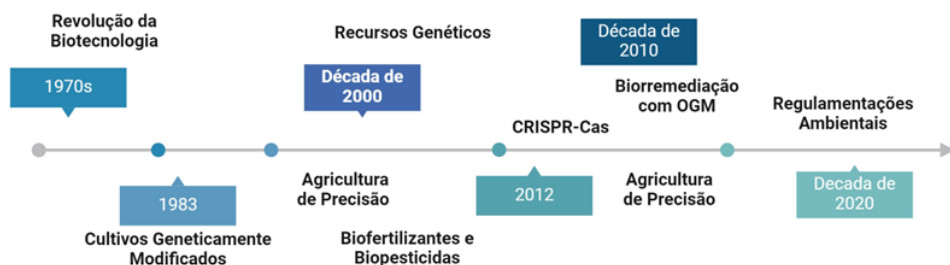 Revolução da
Biotecnologia
1970s
1983
Cultivos Geneticamente
Modificados
Recursos Genéticos
Década de
2000
Agricultura
de Precisão
Biofertilizantes e
Biopesticidas
CRISPR-Cas
2012
Década de
2010
Biorremediação
com OGM
Agricultura
de Precisão
Regulamentações
Ambientais
Decada de
2020